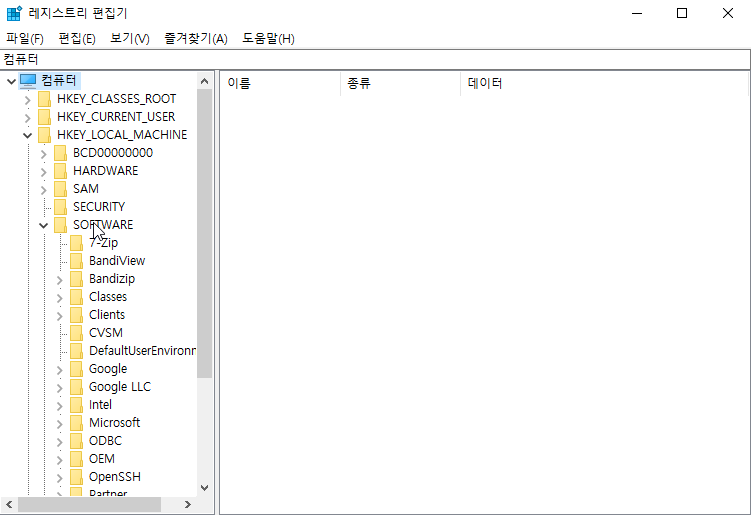 레지스트리 편집기
파일(F) 편집(E) 보기(V) 즐겨찾기(A) 도움말(H)
컴퓨터
컴퓨터
HKEY_CLASSES_ROOT
HKEY_CURRENT_USER
HKEY_LOCAL_MACHINE
BCD00000000
HARDWARE
SAM
SECURITY
SOFTWARE
7-Zip
BandiView
Bandizip
Classes
Clients
CVSM
DefaultUserEnvironn
Google
Google LLC
Intel
Microsoft
ODBC
OEM
OpenSSH
Partner
이름 종류 데이터